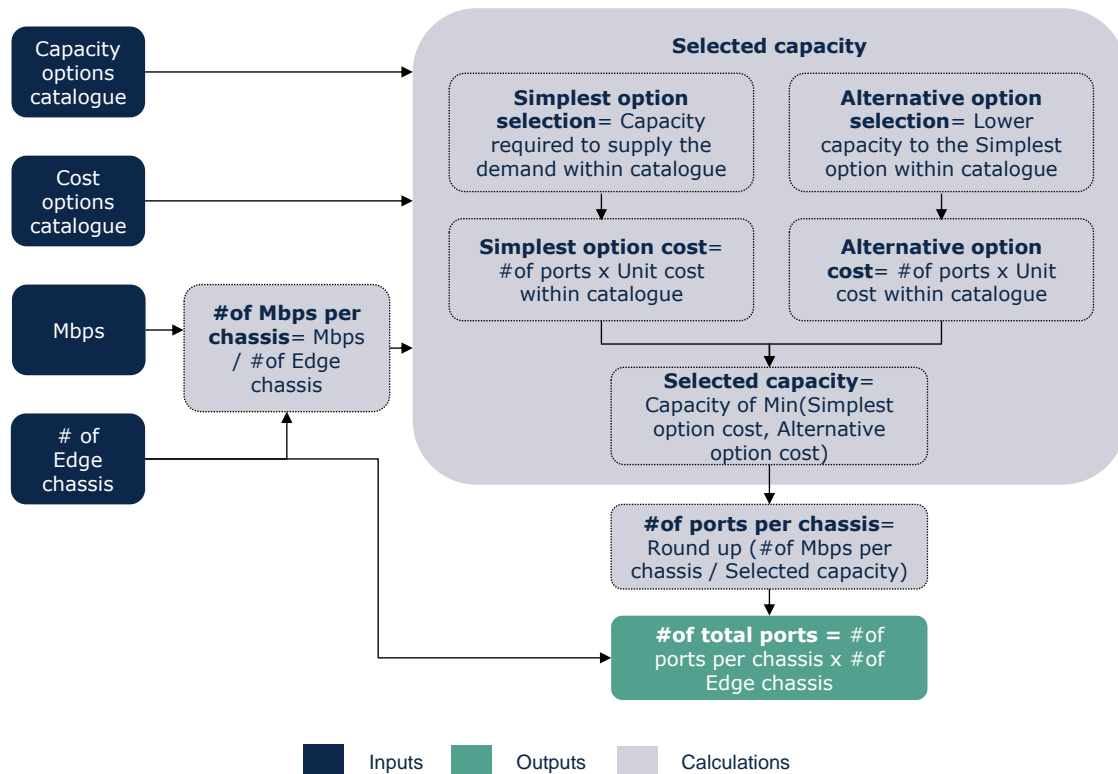 Capacity
options
catalogue
Cost
options
catalogue
Mbps
# of
Edge
chassis
#of Mbps per
chassis= Mbps
/ #of Edge
chassis
Selected capacity
Simplest option
selection= Capacity
required to supply the
demand within catalogue
Alternative option
selection= Lower
capacity to the Simplest
option within catalogue
Simplest option cost=
#of ports x Unit cost
within catalogue
Alternative option
cost= #of ports x Unit
cost within catalogue
Selected capacity=
Capacity of Min(Simplest
option cost, Alternative
option cost)
#of ports per chassis=
Round up (#of Mbps per
chassis / Selected capacity)
#of total ports = #of
ports per chassis x #of
Edge chassis
Inputs
Outputs
Calculations